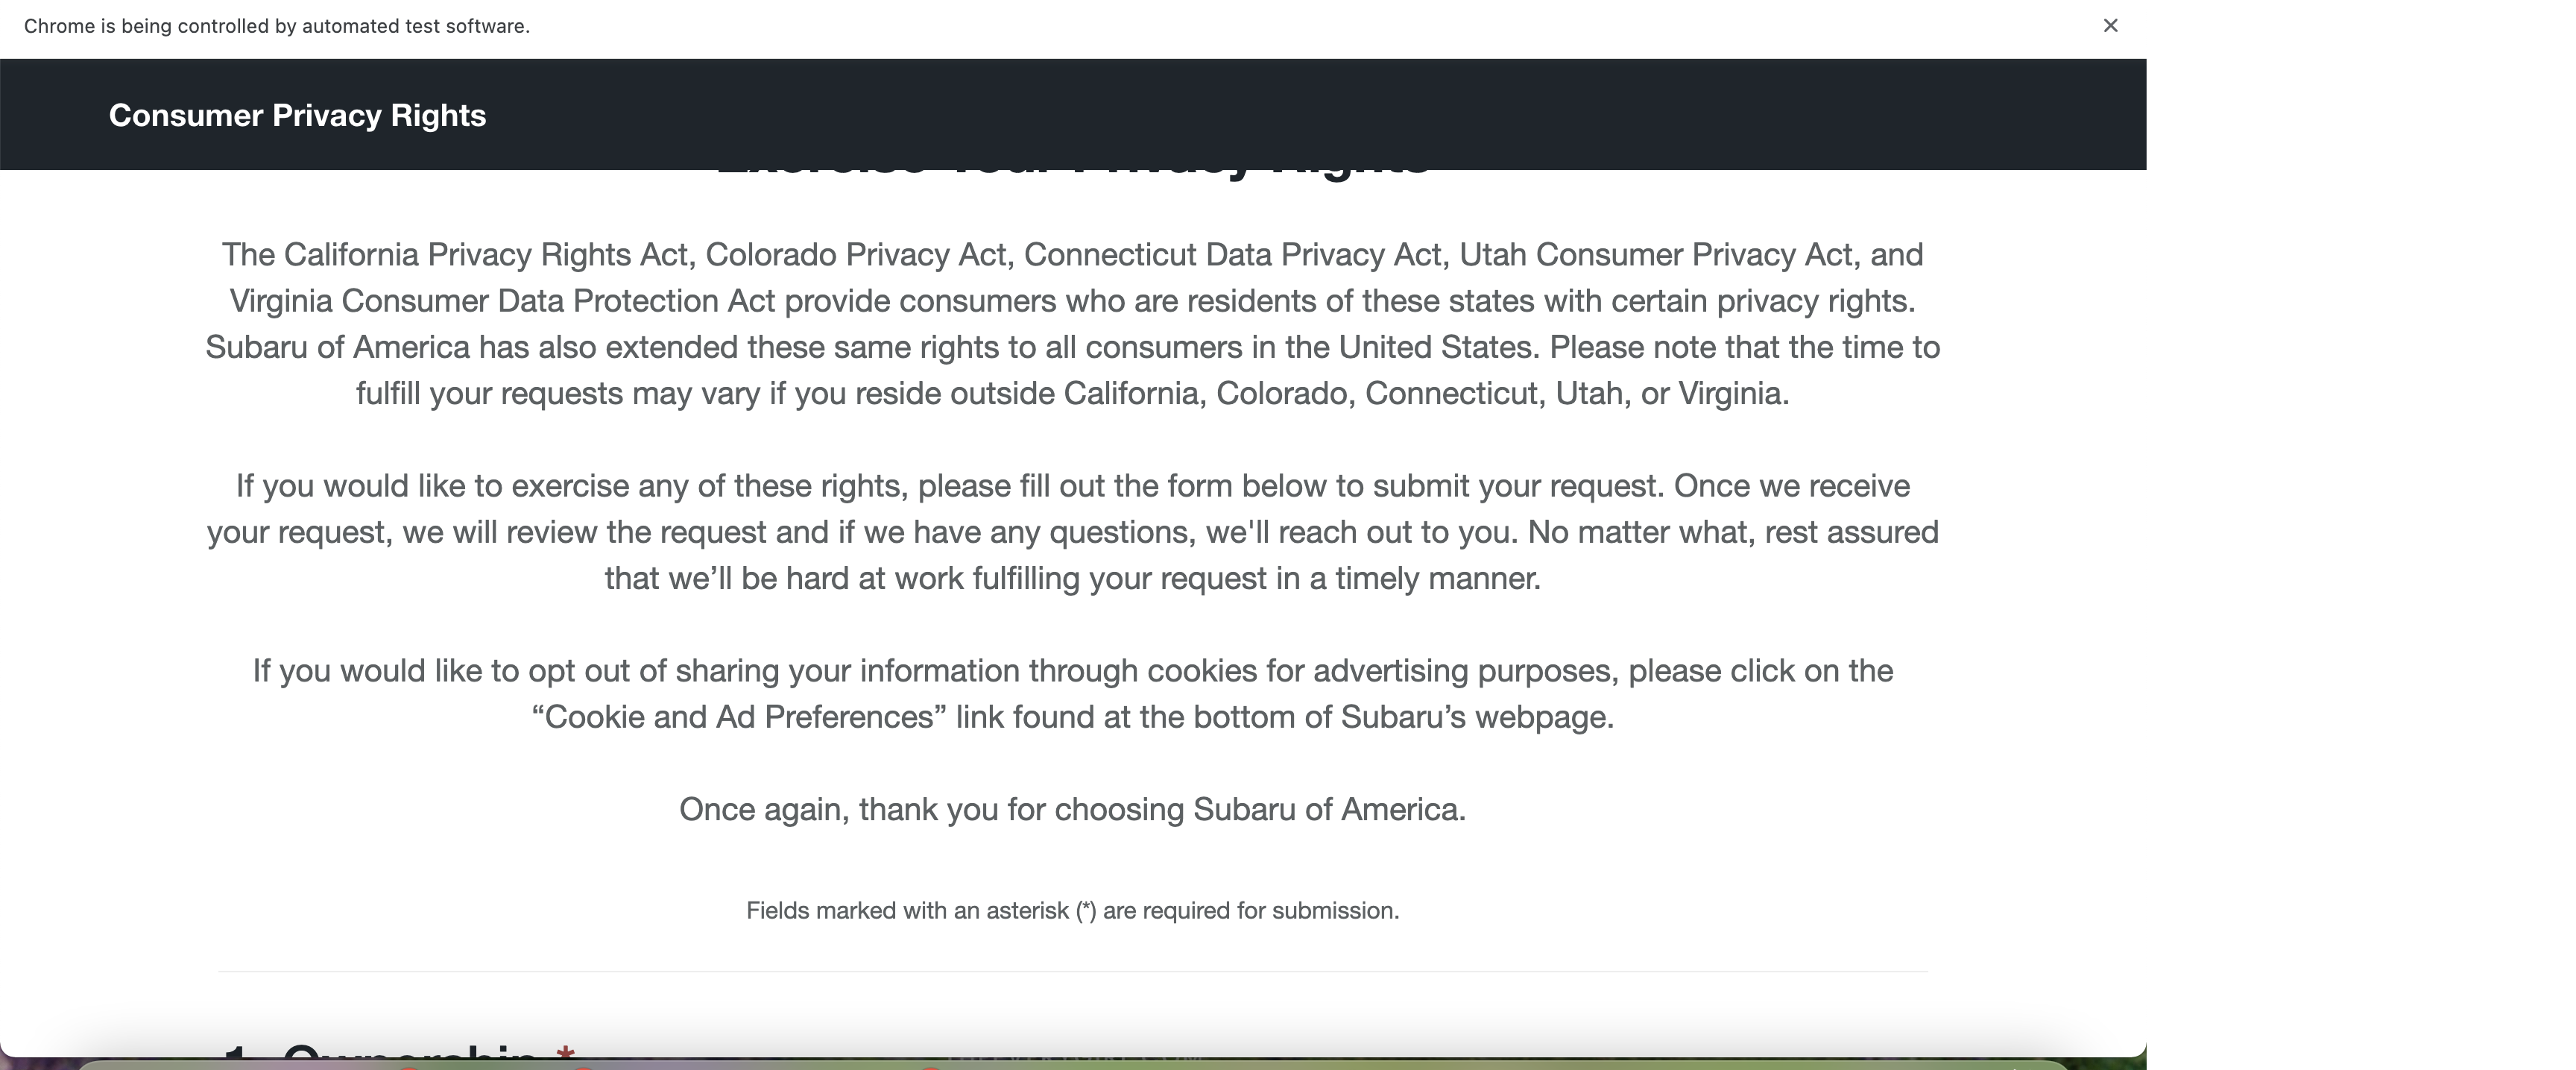 Chrome is being controlled by automated test software.
Consumer Privacy Rights
Exercise Your Privacy Rights
The California Privacy Rights Act, Colorado Privacy Act, Connecticut Data Privacy Act, Utah Consumer Privacy Act, and
Virginia Consumer Data Protection Act provide consumers who are residents of these states with certain privacy rights.
Subaru of America has also extended these same rights to all consumers in the United States. Please note that the time to
fulfill your requests may vary if you reside outside California, Colorado, Connecticut, Utah, or Virginia.
If you would like to exercise any of these rights, please fill out the form below to submit your request. Once we receive
your request, we will review the request and if we have any questions, we'll reach out to you. No matter what, rest assured
that we’ll be hard at work fulfilling your request in a timely manner.
If you would like to opt out of sharing your information through cookies for advertising purposes, please click on the
“Cookie and Ad Preferences” link found at the bottom of Subaru’s webpage.
Once again, thank you for choosing Subaru of America.
Fields marked with an asterisk (*) are required for submission.
1. Ownership *